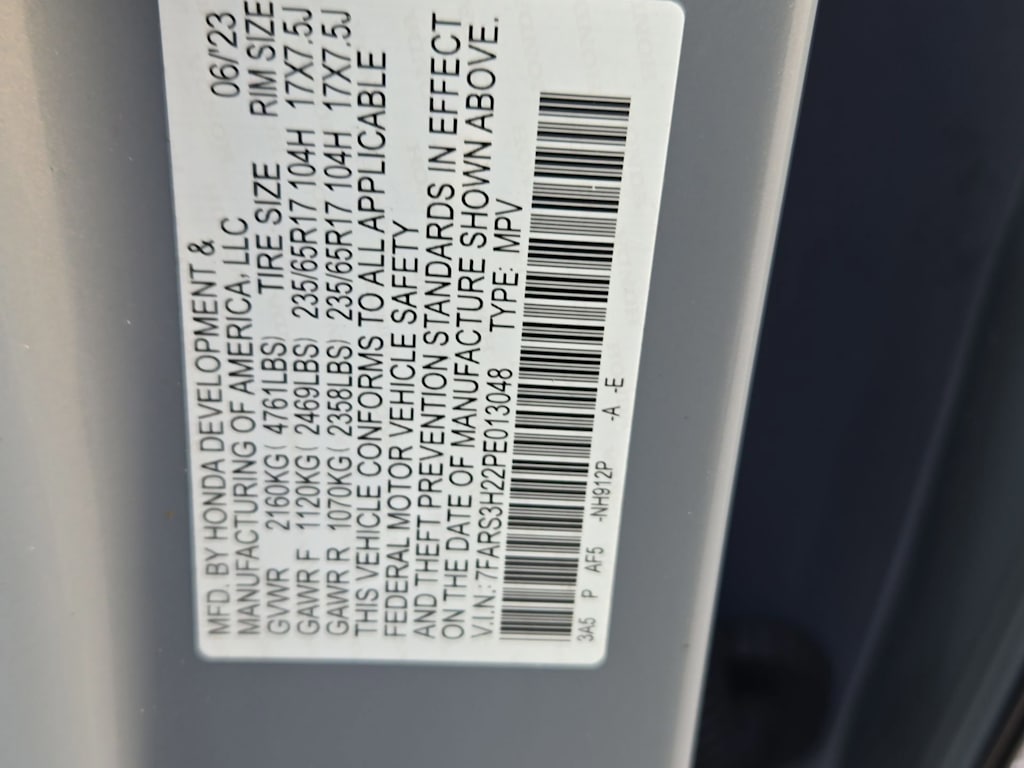 MFD. BY HONDA DEVELOPMENT & 06/'23
MANUFACTURING OF AMERICA, LLC
GVWR 2160KG( 4761LBS) TIRE SIZE RIM SIZE
GAWR F 1120KG( 2469LBS) 235/65R17 104H 17X7.5J
GAWR R 1070KG( 2358LBS) 235/65R17 104H 17X7.5J
THIS VEHICLE CONFORMS TO ALL APPLICABLE
FEDERAL MOTOR VEHICLE SAFETY
AND THEFT PREVENTION STANDARDS IN EFFECT
ON THE DATE OF MANUFACTURE SHOWN ABOVE.
V.I.N.: 7FARS3H22PE013048 TYPE: MPV
3A5 P AF5 -NH912P -A -E